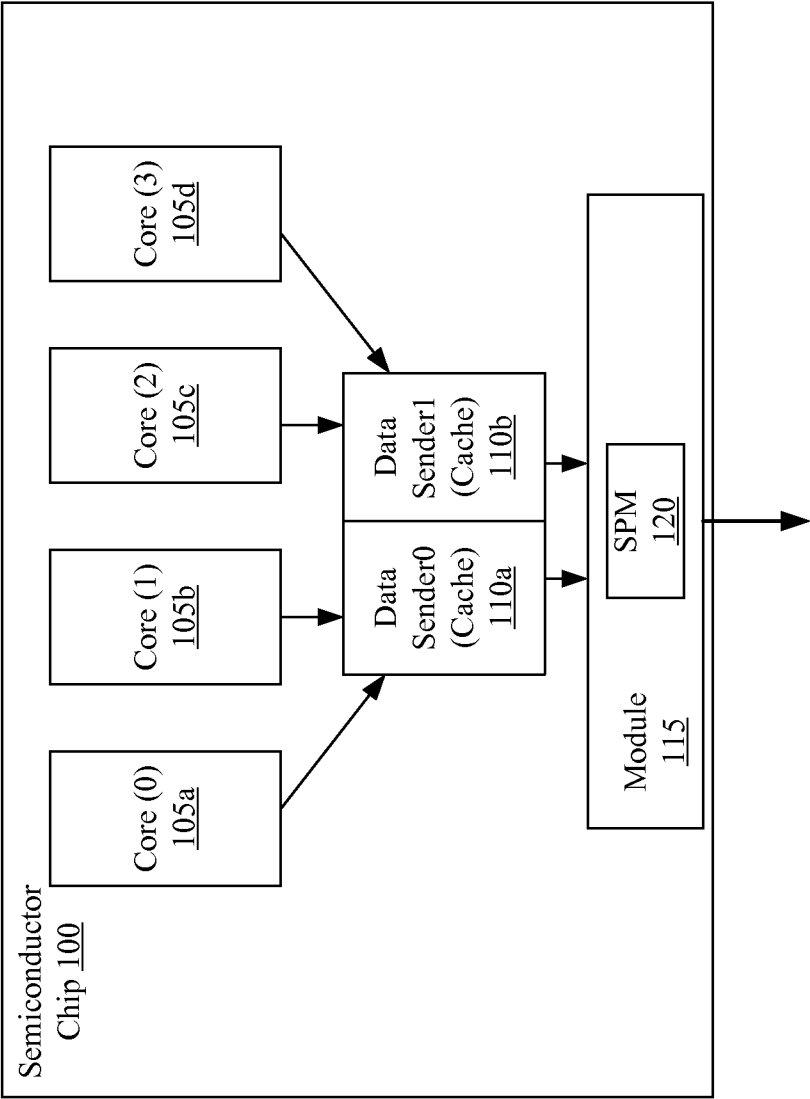 Semiconductor
Chip 100
Core (0)
105a
Core (1)
105b
Core (2)
105c
Core (3)
105d
Data
Sender0
(Cache)
110a
Data
Sender1
(Cache)
110b
Module
115
SPM
120